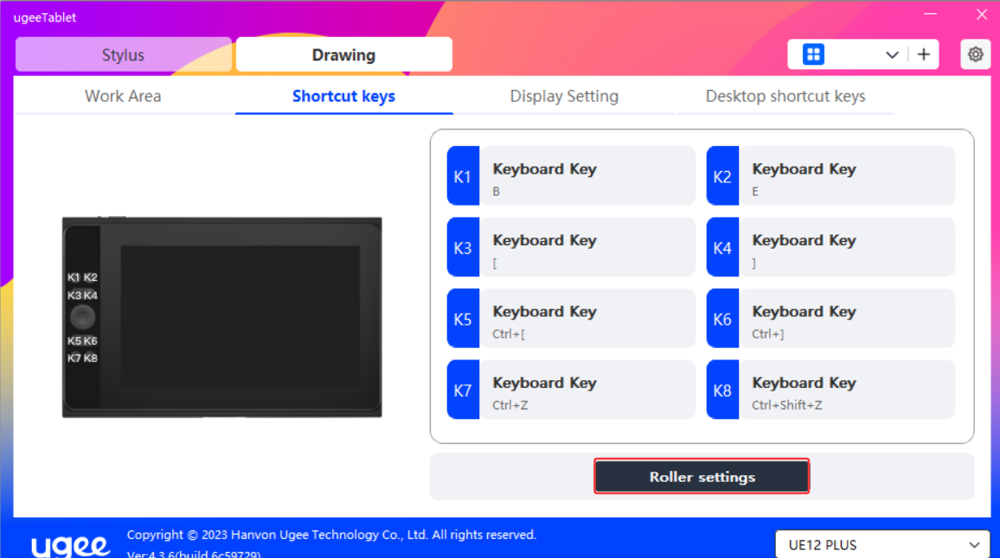 ugeeTablet
Stylus
Drawing
Work Area
Shortcut keys
Display Setting
Desktop shortcut keys
K1 K2
K3 K4
K5 K6
K7 K8
K1
Keyboard Key
B
K2
Keyboard Key
E
K3
Keyboard Key
[
K4
Keyboard Key
]
K5
Keyboard Key
Ctrl+[
K6
Keyboard Key
Ctrl+]
K7
Keyboard Key
Ctrl+Z
K8
Keyboard Key
Ctrl+Shift+Z
Roller settings
ugee
Copyright © 2023 Hanvon Ugee Technology Co., Ltd. All rights reserved.
Ver:4.3.6(build 6c59729)
UE12 PLUS